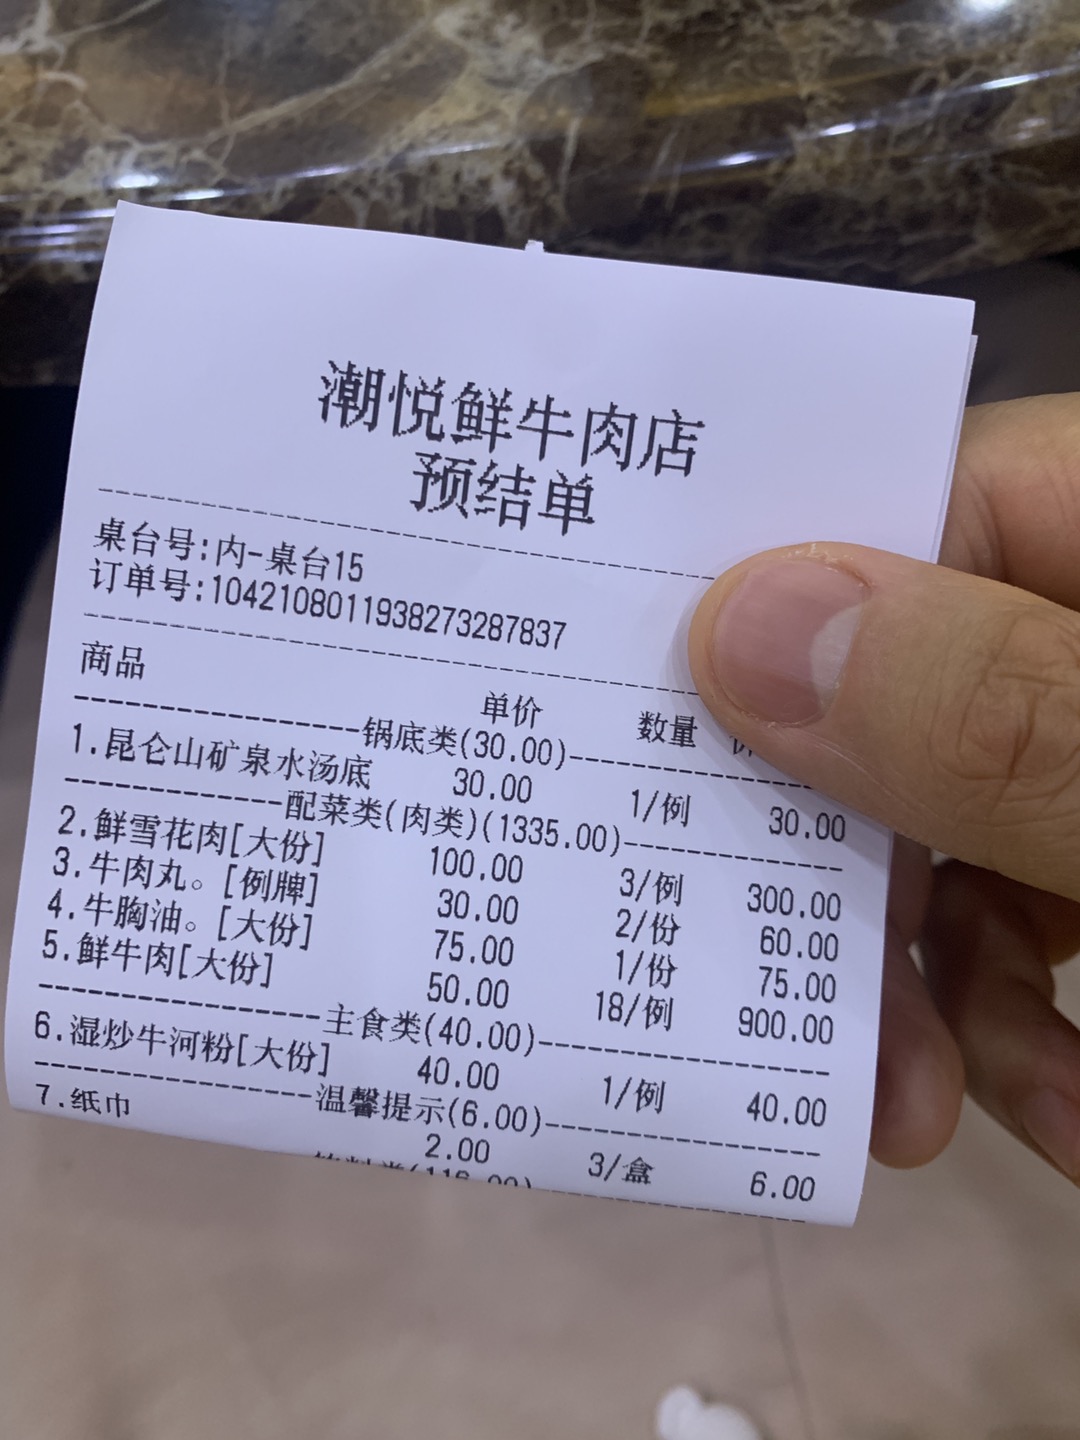 潮悦鲜牛肉店
预结单
桌台号:内-桌台15
订单号:1042108011938273287837
商品 单价 数量
锅底类(30.00)
1.昆仑山矿泉水汤底 30.00 1/例 30.00
配菜类(肉类)(1335.00)
2.鲜雪花肉[大份] 100.00 3/例 300.00
3.牛肉丸。[例牌] 30.00 2/份 60.00
4.牛胸油。[大份] 75.00 1/份 75.00
5.鲜牛肉[大份] 50.00 18/例 900.00
主食类(40.00)
6.湿炒牛河粉[大份] 40.00 1/例 40.00
温馨提示(6.00)
7.纸巾 2.00 3/盒 6.00